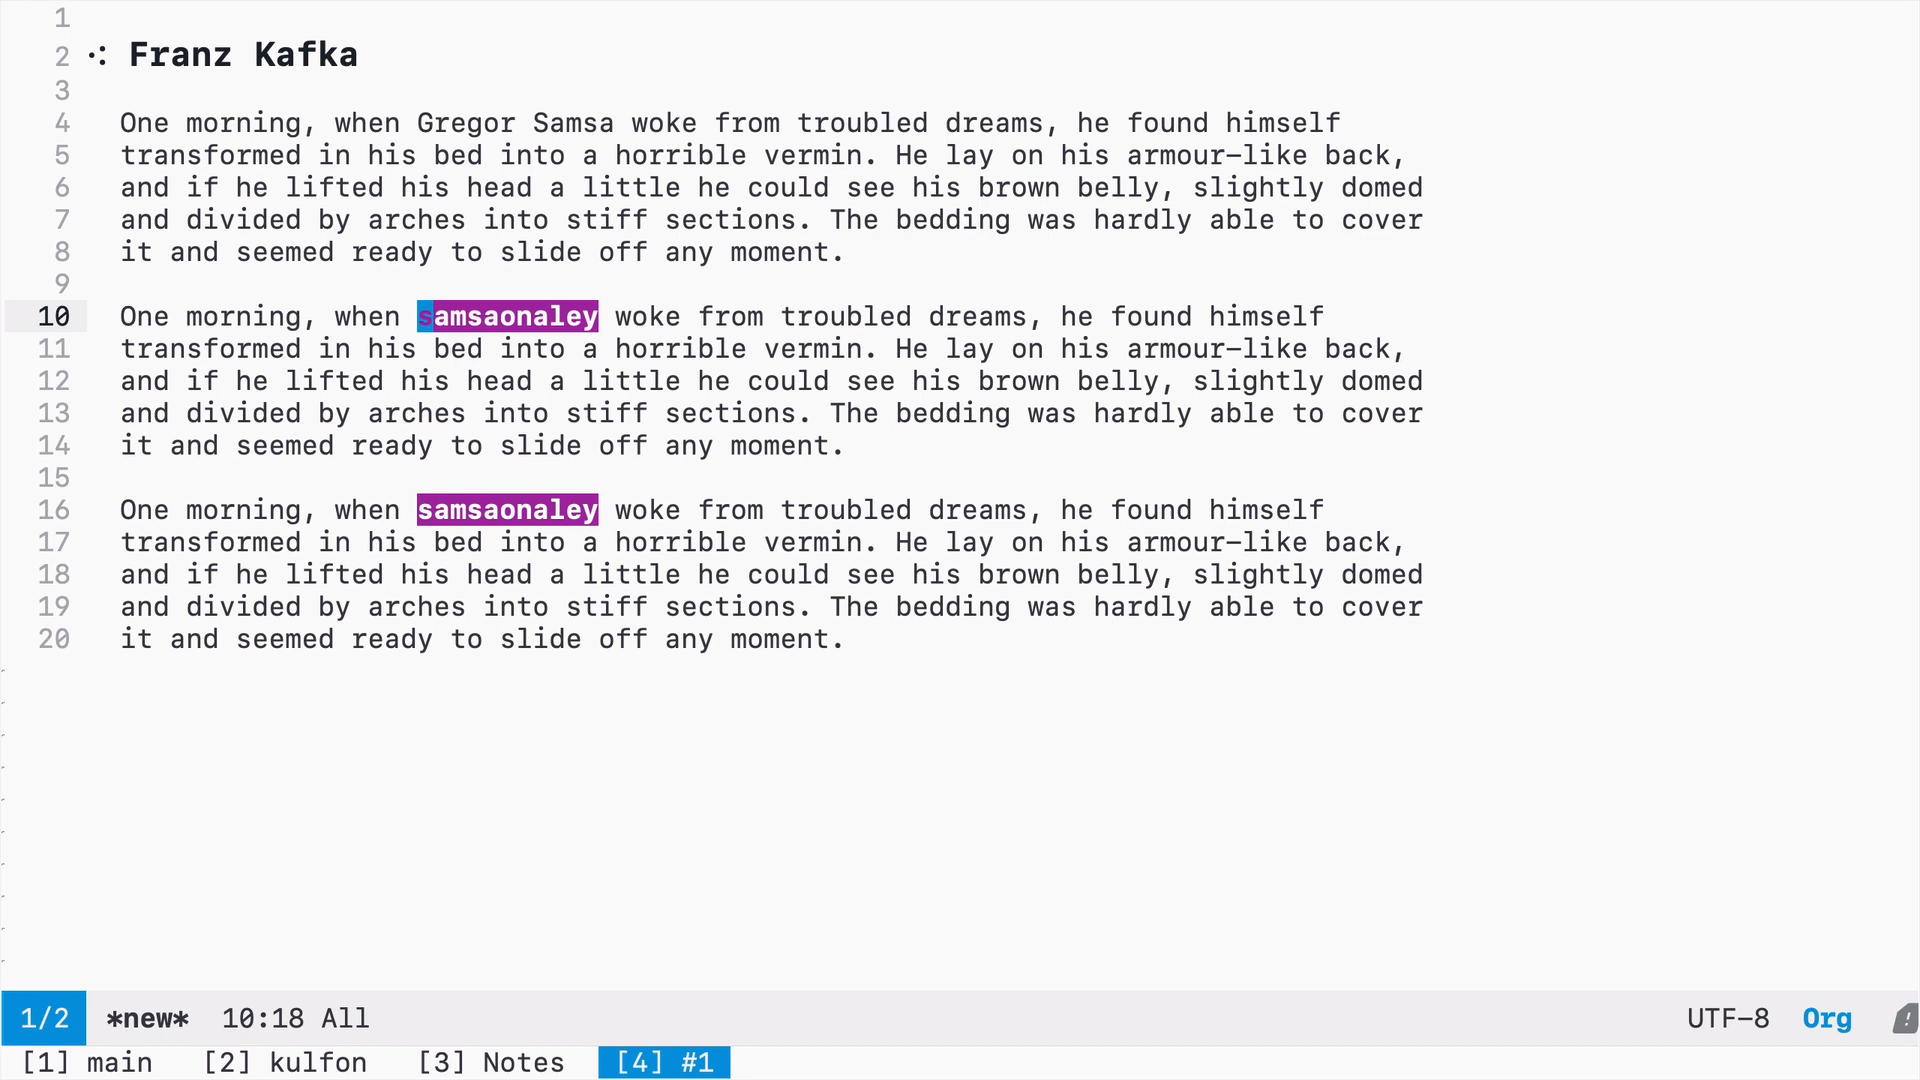 1
2 Franz Kafka
3
4 One morning, when Gregor Samsa woke from troubled dreams, he found himself
5 transformed in his bed into a horrible vermin. He lay on his armour-like back,
6 and if he lifted his head a little he could see his brown belly, slightly domed
7 and divided by arches into stiff sections. The bedding was hardly able to cover
8 it and seemed ready to slide off any moment.
9
10 One morning, when samsaonaley woke from troubled dreams, he found himself
11 transformed in his bed into a horrible vermin. He lay on his armour-like back,
12 and if he lifted his head a little he could see his brown belly, slightly domed
13 and divided by arches into stiff sections. The bedding was hardly able to cover
14 it and seemed ready to slide off any moment.
15
16 One morning, when samsaonaley woke from troubled dreams, he found himself
17 transformed in his bed into a horrible vermin. He lay on his armour-like back,
18 and if he lifted his head a little he could see his brown belly, slightly domed
19 and divided by arches into stiff sections. The bedding was hardly able to cover
20 it and seemed ready to slide off any moment.
1/2 *new* 10:18 All UTF-8 Org
[1] main [2] kulfon [3] Notes [4] #1